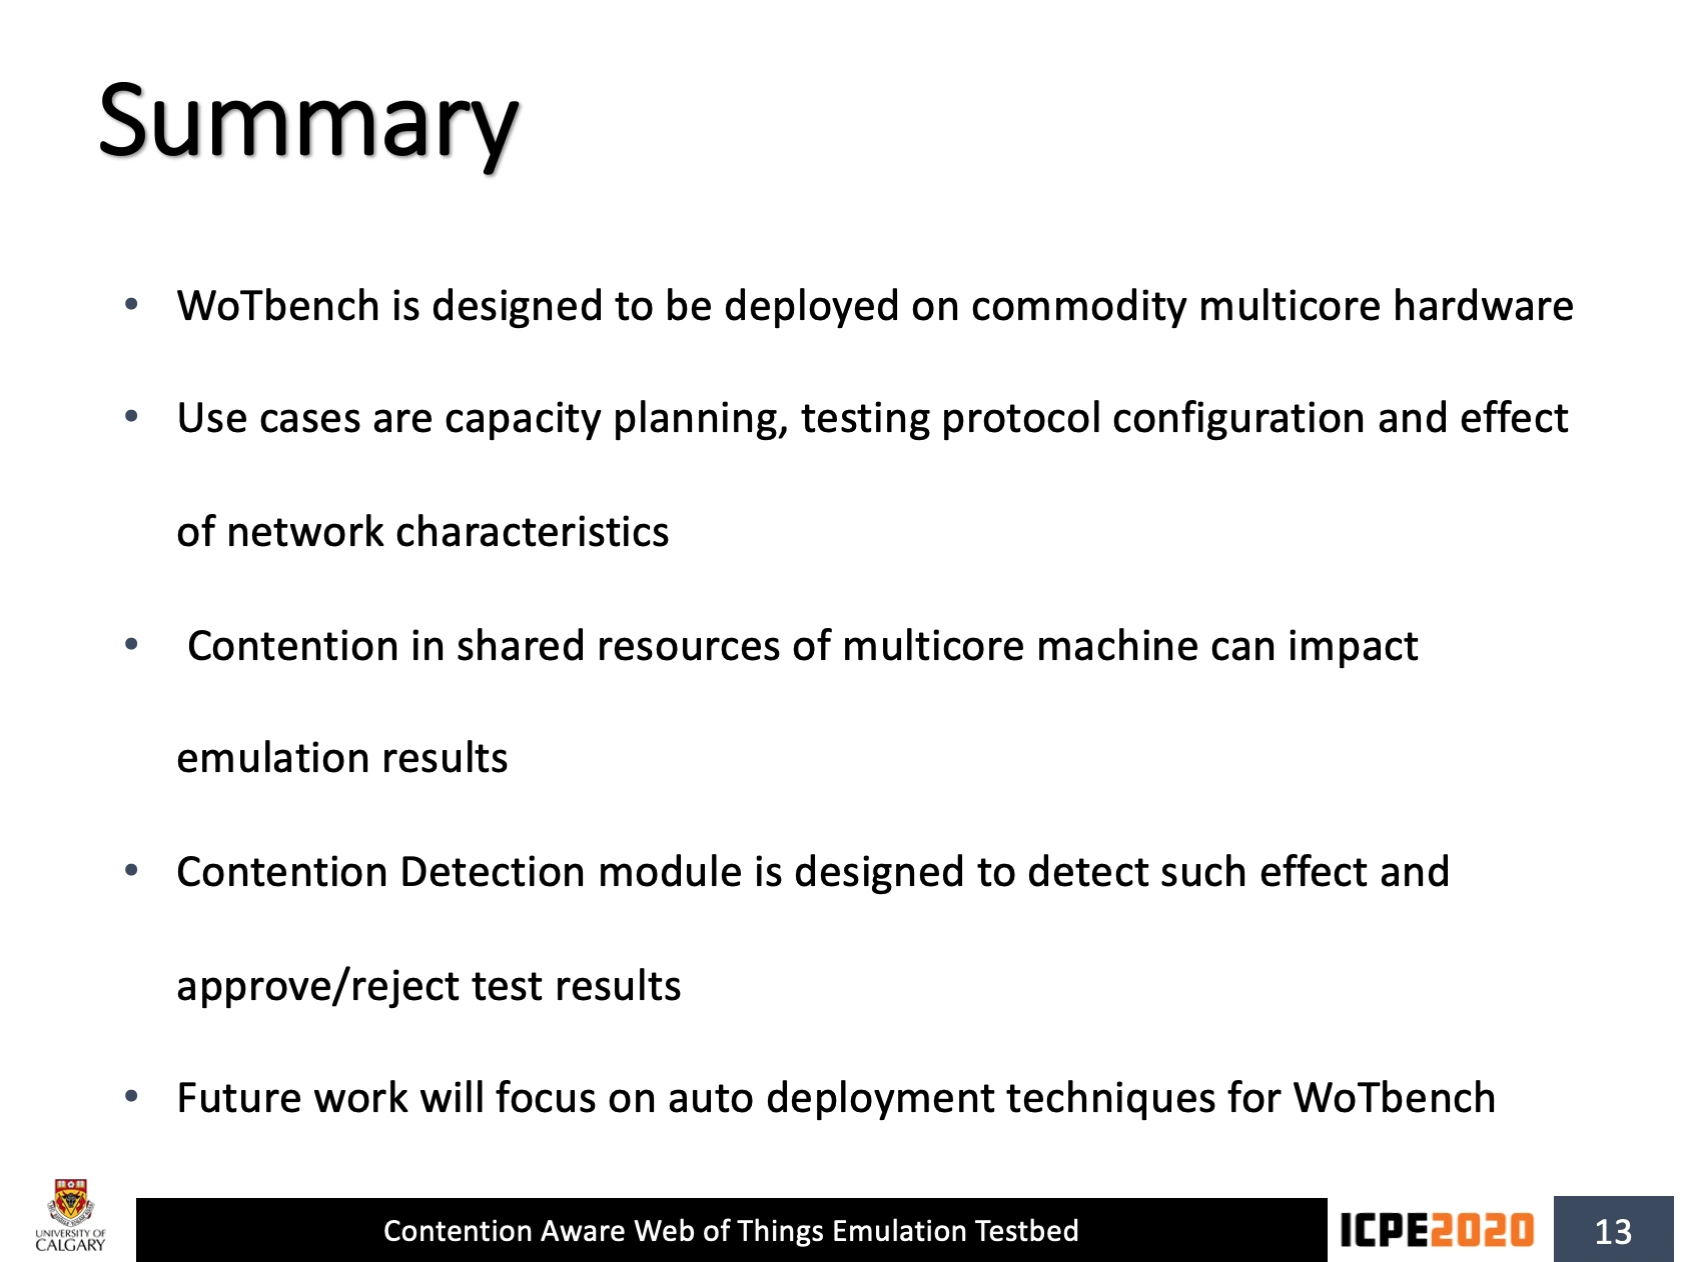 Summary
• WoTbench is designed to be deployed on commodity multicore hardware
• Use cases are capacity planning, testing protocol configuration and effect
of network characteristics
• Contention in shared resources of multicore machine can impact
emulation results
• Contention Detection module is designed to detect such effect and
approve/reject test results
• Future work will focus on auto deployment techniques for WoTbench
UNIVERSITY OF
CALGARY
Contention Aware Web of Things Emulation Testbed
ICPE2020
13